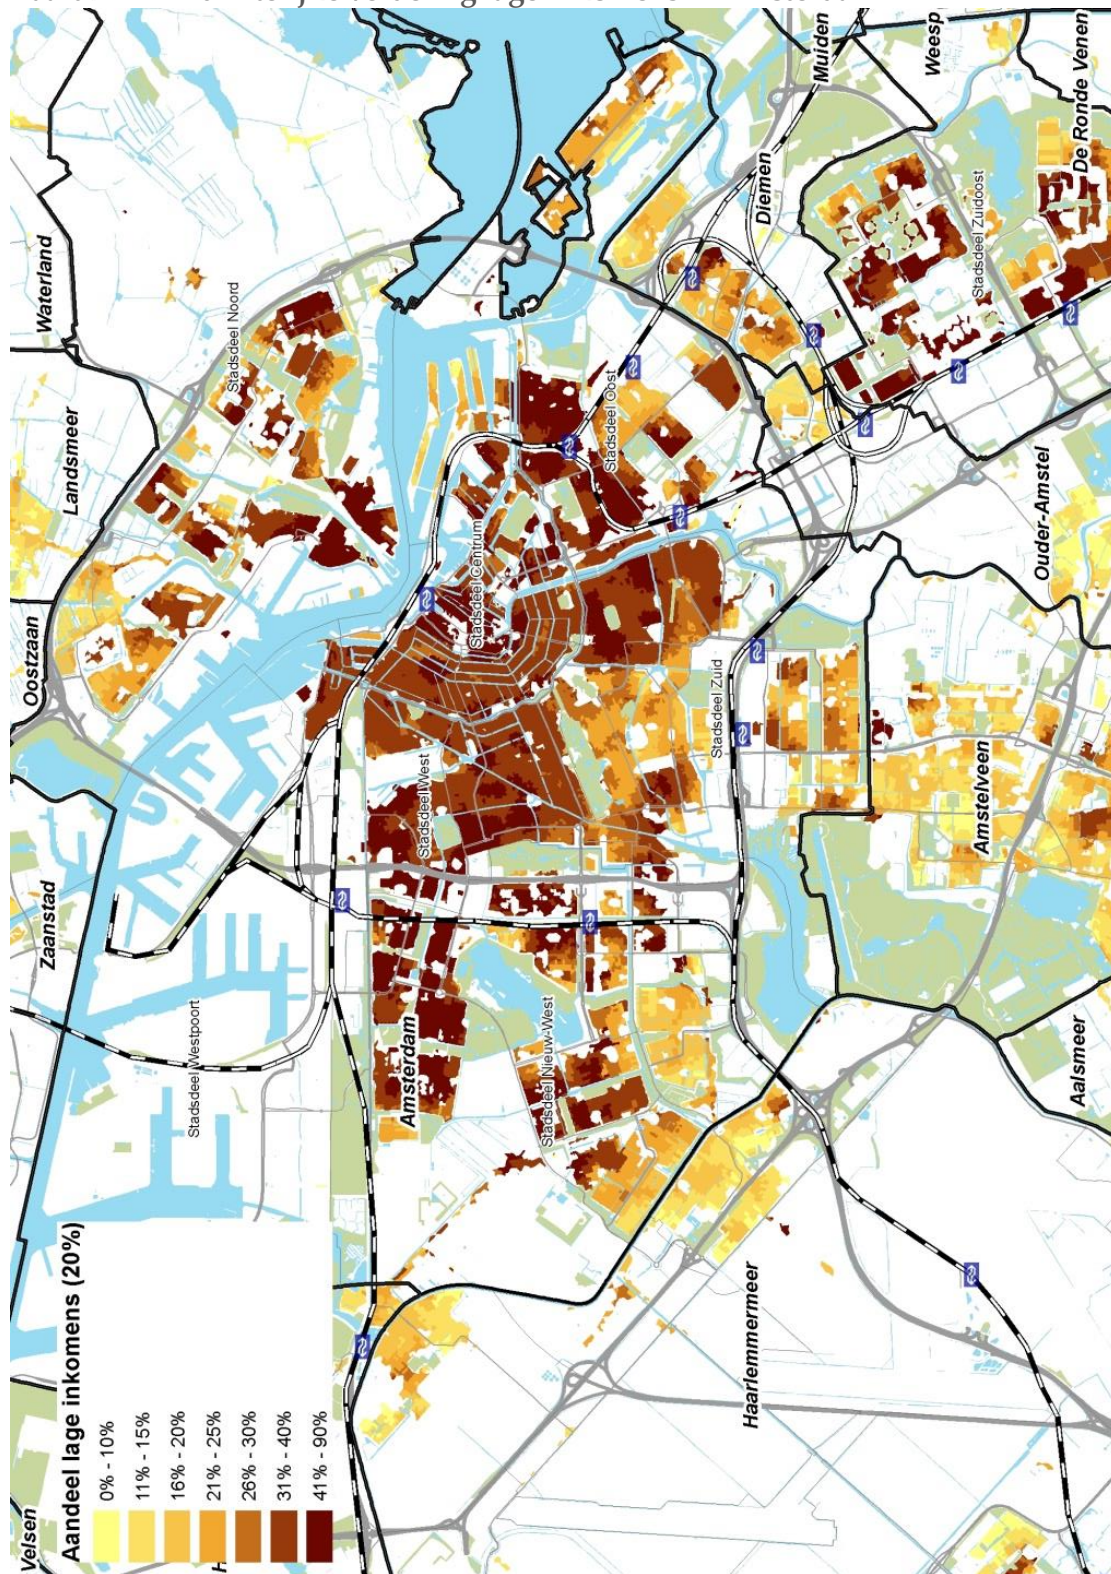 Velsen
Zaanstad
Oostzaan
Landsmeer
Waterland
Aandeel lage inkomens (20%)
0% - 10%
11% - 15%
16% - 20%
21% - 25%
26% - 30%
31% - 40%
41% - 90%
Stadsdeel Westpoort
Stadsdeel Noord
Amsterdam
Stadsdeel West
Stadsdeel Centrum
Stadsdeel Nieuw-West
Stadsdeel Zuid
Stadsdeel Oost
Diemen
Muiden
Weesp
Stadsdeel Zuidoost
De Ronde Venen
Haarlemmermeer
Amstelveen
Ouder-Amstel
Aalsmeer